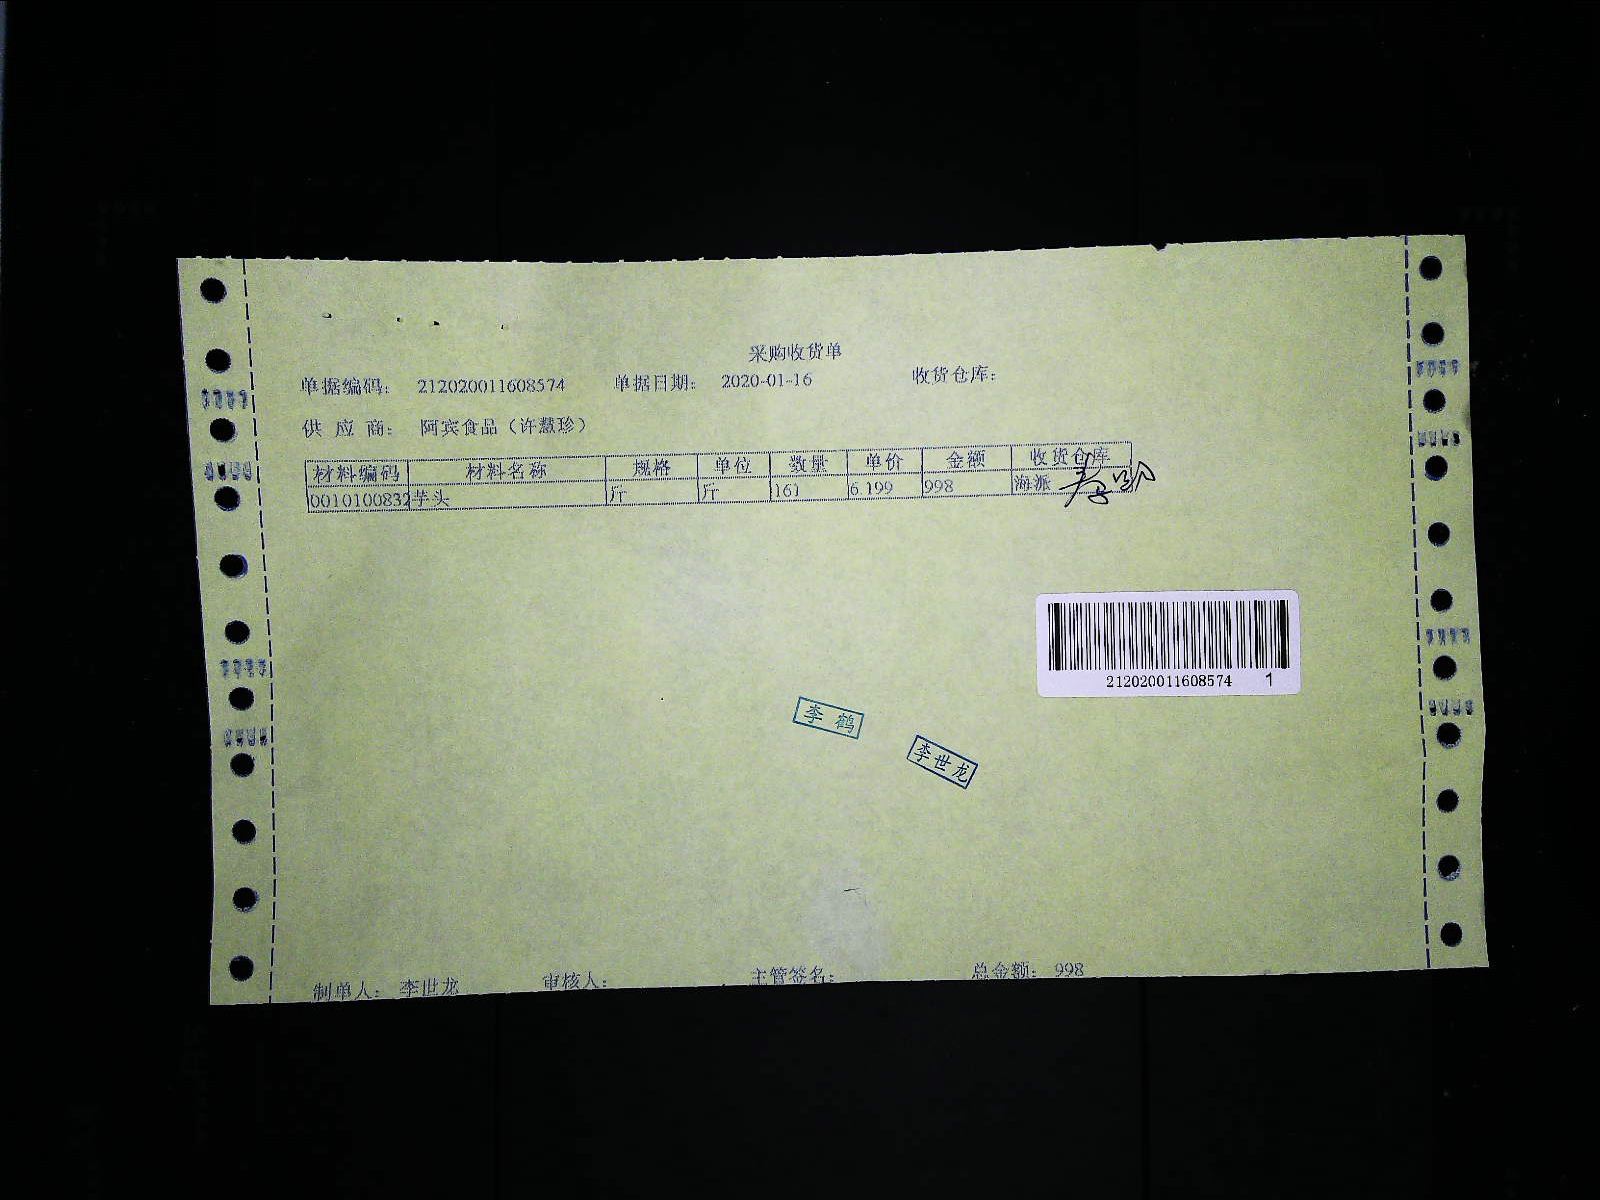 采购收货单
单据编码： 212020011608574 单据日期： 2020-01-16 收货仓库：
供 应 商： 阿宾食品（许慧珍）
材料编码 材料名称 规格 单位 数量 单价 金额 收货仓库
0010100832 芋头 斤 斤 161 6.199 998 海派
212020011608574 1
李 鹤
李世龙
制单人： 李世龙 审核人： 主管签名： 总金额： 998